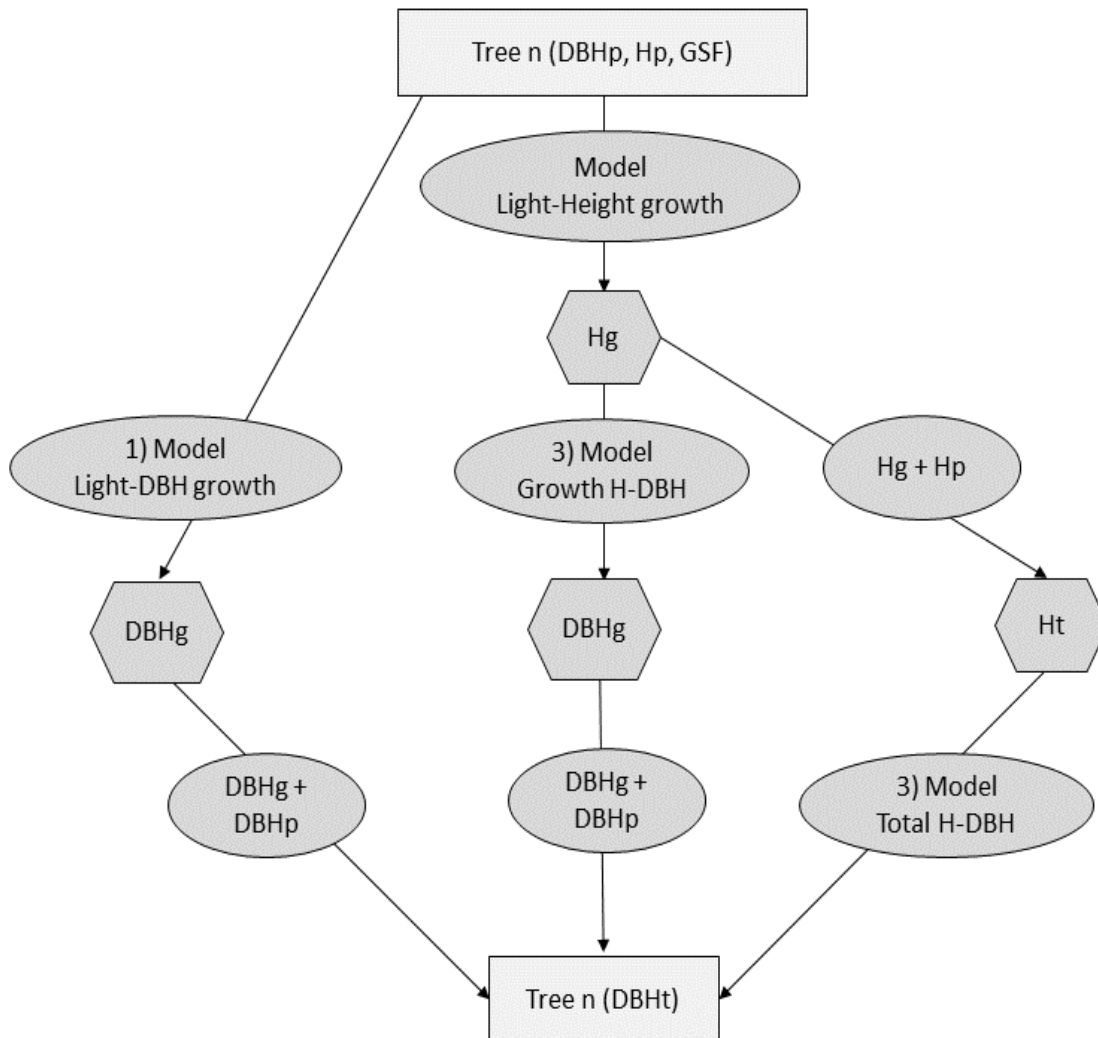 Tree n (DBHp, Hp, GSF)
Model
Light-Height growth
Hg
1) Model
Light-DBH growth
3) Model
Growth H-DBH
Hg + Hp
DBHg
DBHg
Ht
DBHg +
DBHp
DBHg +
DBHp
3) Model
Total H-DBH
Tree n (DBHt)